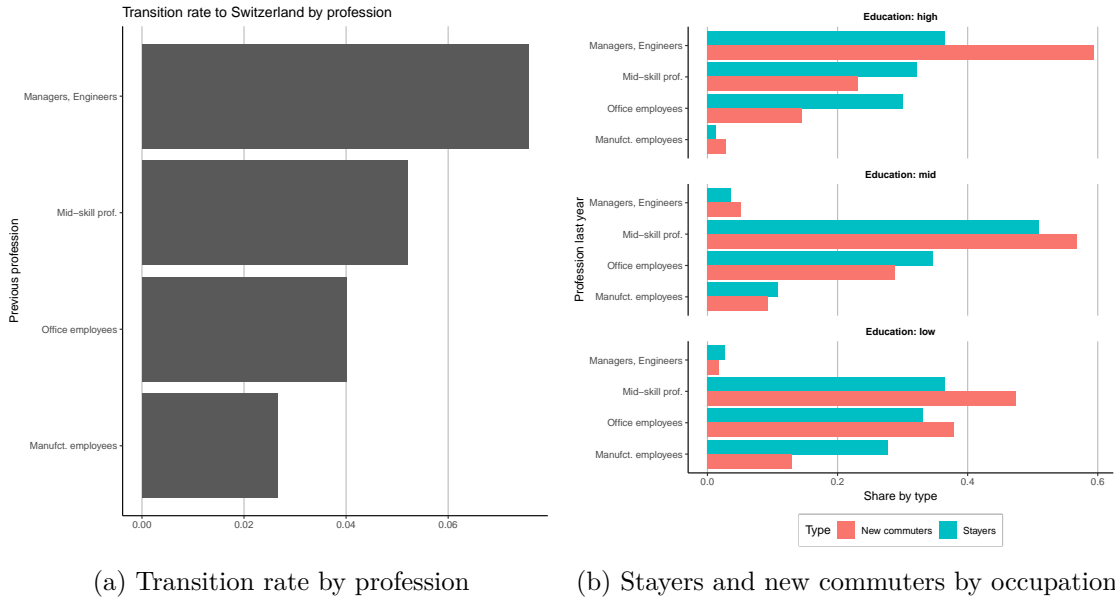 Transition rate to Switzerland by profession
Previous profession
Managers, Engineers
Mid−skill prof.
Office employees
Manufct. employees
0.00
0.02
0.04
0.06
(a) Transition rate by profession
Profession last year
Education: high
Managers, Engineers
Mid−skill prof.
Office employees
Manufct. employees
Education: mid
Managers, Engineers
Mid−skill prof.
Office employees
Manufct. employees
Education: low
Managers, Engineers
Mid−skill prof.
Office employees
Manufct. employees
0.0
0.2
0.4
0.6
Share by type
Type
New commuters
Stayers
(b) Stayers and new commuters by occupation